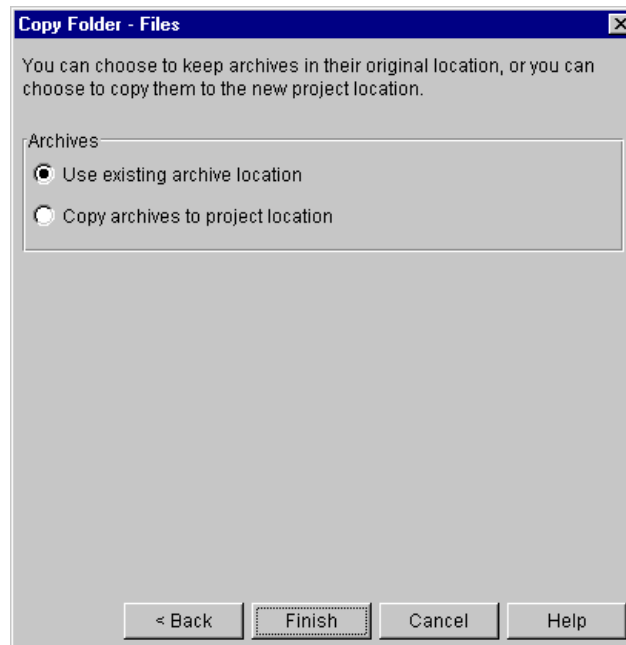 Copy Folder - Files
You can choose to keep archives in their original location, or you can
choose to copy them to the new project location.
Archives
Use existing archive location
Copy archives to project location
< Back
Finish
Cancel
Help